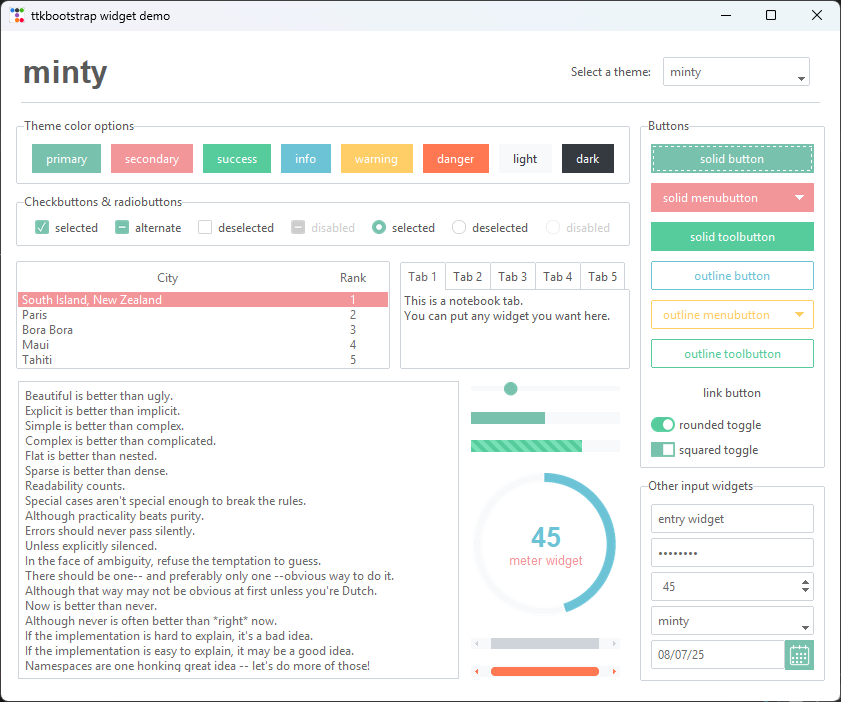 ttkbootstrap widget demo
minty
Select a theme: minty
Theme color options
primary secondary success info warning danger light dark
Checkbuttons & radiobuttons
selected alternate deselected disabled selected deselected disabled
City Rank
South Island, New Zealand 1
Paris 2
Bora Bora 3
Maui 4
Tahiti 5
Tab 1 Tab 2 Tab 3 Tab 4 Tab 5
This is a notebook tab.
You can put any widget you want here.
Beautiful is better than ugly.
Explicit is better than implicit.
Simple is better than complex.
Complex is better than complicated.
Flat is better than nested.
Sparse is better than dense.
Readability counts.
Special cases aren't special enough to break the rules.
Although practicality beats purity.
Errors should never pass silently.
Unless explicitly silenced.
In the face of ambiguity, refuse the temptation to guess.
There should be one-- and preferably only one --obvious way to do it.
Although that way may not be obvious at first unless you're Dutch.
Now is better than never.
Although never is often better than *right* now.
If the implementation is hard to explain, it's a bad idea.
If the implementation is easy to explain, it may be a good idea.
Namespaces are one honking great idea -- let's do more of those!
45
meter widget
Buttons
solid button
solid menubutton
solid toolbutton
outline button
outline menubutton
outline toolbutton
link button
rounded toggle
squared toggle
Other input widgets
entry widget
••••••••
45
minty
08/07/25